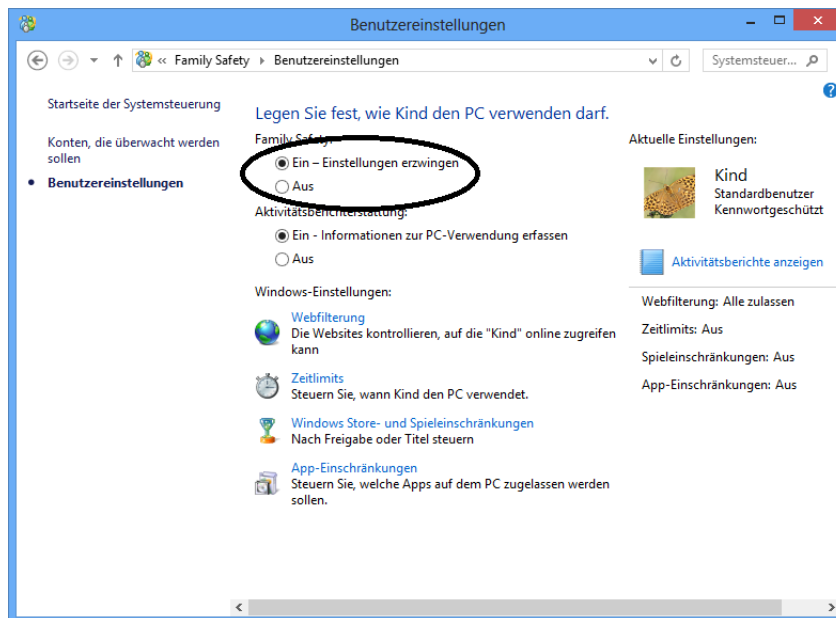 Benutzereinstellungen
« Family Safety ▸ Benutzereinstellungen
Systemsteuer...
Startseite der Systemsteuerung
Konten, die überwacht werden
sollen
• Benutzereinstellungen
Legen Sie fest, wie Kind den PC verwenden darf.
Family Safety:
Ein – Einstellungen erzwingen
Aus
Aktivitätsberichterstattung:
Ein - Informationen zur PC-Verwendung erfassen
Aus
Windows-Einstellungen:
Webfilterung
Die Websites kontrollieren, auf die "Kind" online zugreifen
kann
Zeitlimits
Steuern Sie, wann Kind den PC verwendet.
Windows Store- und Spieleinschränkungen
Nach Freigabe oder Titel steuern
App-Einschränkungen
Steuern Sie, welche Apps auf dem PC zugelassen werden
sollen.
Aktuelle Einstellungen:
Kind
Standardbenutzer
Kennwortgeschützt
Aktivitätsberichte anzeigen
Webfilterung: Alle zulassen
Zeitlimits: Aus
Spieleinschränkungen: Aus
App-Einschränkungen: Aus